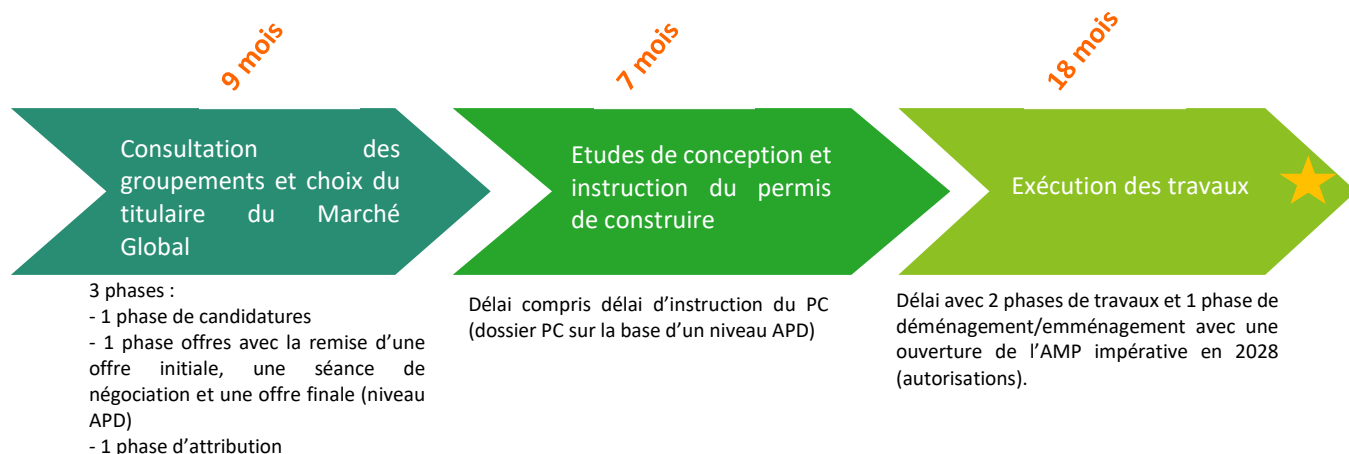 9 mois
7 mois
18 mois
Consultation des
groupements et choix du
titulaire du Marché
Global
Etudes de conception et
instruction du permis
de construire
Exécution des travaux
3 phases :
- 1 phase de candidatures
- 1 phase offres avec la remise d’une
offre initiale, une séance de
négociation et une offre finale (niveau
APD)
- 1 phase d’attribution
Délai compris délai d’instruction du PC
(dossier PC sur la base d’un niveau APD)
Délai avec 2 phases de travaux et 1 phase de
déménagement/emménagement avec une
ouverture de l’AMP impérative en 2028
(autorisations).